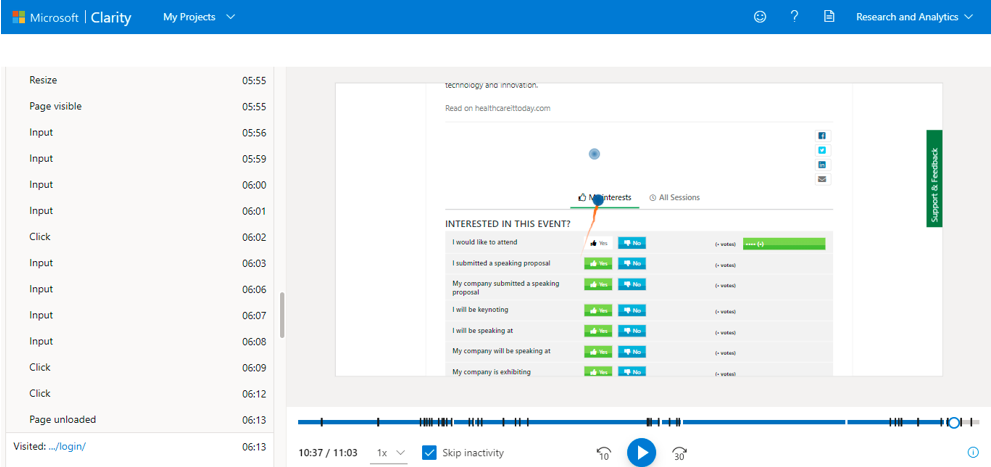 Microsoft | Clarity My Projects ? Research and Analytics
Resize 05:55
Page visible 05:55
Input 05:56
Input 05:59
Input 06:00
Input 06:01
Click 06:02
Input 06:03
Input 06:06
Input 06:07
Input 06:08
Click 06:09
Click 06:12
Page unloaded 06:13
Visited: .../login/ 06:13
technology and innovation.
Read on healthcareittoday.com
Support & Feedback
My Interests All Sessions
INTERESTED IN THIS EVENT?
I would like to attend Yes No (• votes) •••• (•)
I submitted a speaking proposal Yes No (• votes)
My company submitted a speaking
proposal Yes No (• votes)
I will be keynoting Yes No (• votes)
I will be speaking at Yes No (• votes)
My company will be speaking at Yes No (• votes)
My company is exhibiting Yes No (• votes)
10:37 / 11:03 1x Skip inactivity 10 30